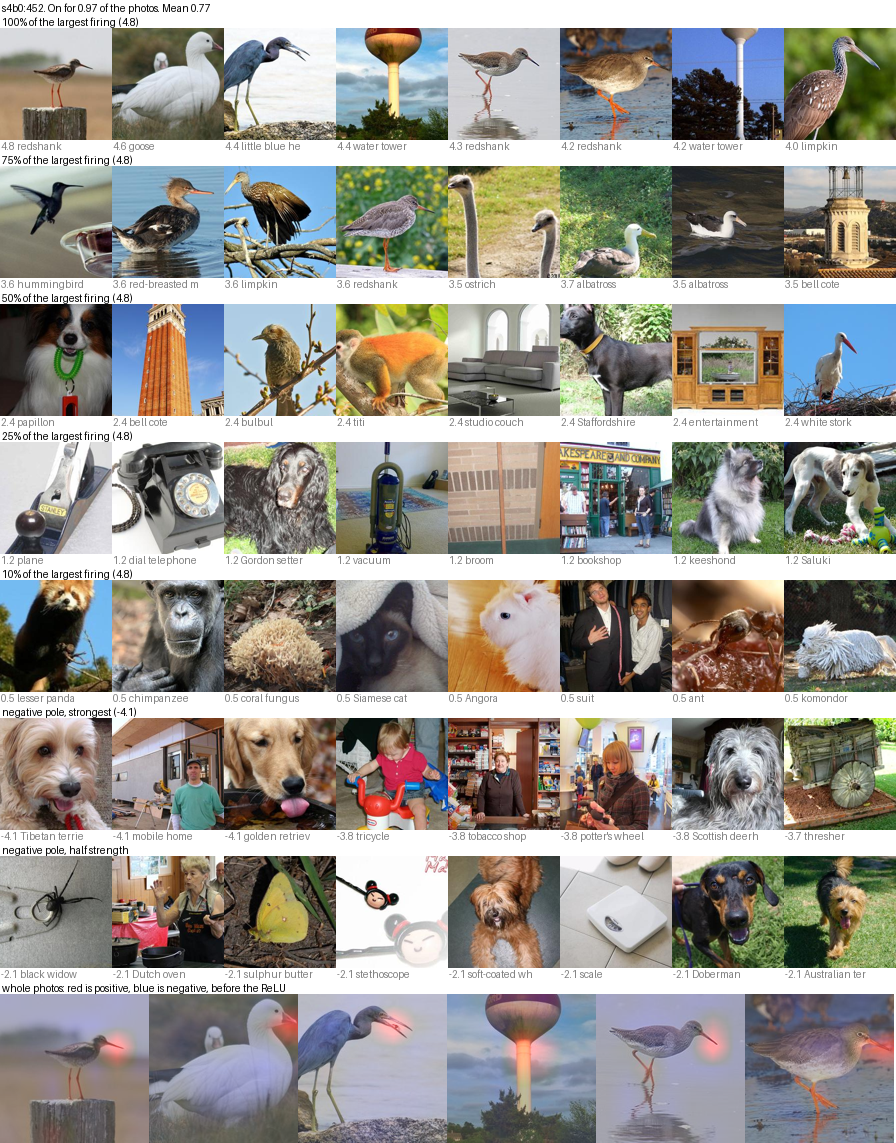 s4b0:452. On for 0.97 of the photos. Mean 0.77
100% of the largest firing (4.8)
4.8 redshank
4.6 goose
4.4 little blue he
4.4 water tower
4.3 redshank
4.2 redshank
4.2 water tower
4.0 limpkin
75% of the largest firing (4.8)
3.6 hummingbird
3.6 red-breasted m
3.6 limpkin
3.6 redshank
3.5 ostrich
3.7 albatross
3.5 albatross
3.5 bell cote
50% of the largest firing (4.8)
2.4 papillon
2.4 bell cote
2.4 bulbul
2.4 titi
2.4 studio couch
2.4 Staffordshire
2.4 entertainment
2.4 white stork
25% of the largest firing (4.8)
STANLEY
AKESPEARE AND COMPANY
1.2 plane
1.2 dial telephone
1.2 Gordon setter
1.2 vacuum
1.2 broom
1.2 bookshop
1.2 keeshond
1.2 Saluki
10% of the largest firing (4.8)
0.5 lesser panda
0.5 chimpanzee
0.5 coral fungus
0.5 Siamese cat
0.5 Angora
0.5 suit
0.5 ant
0.5 komondor
negative pole, strongest (-4.1)
-4.1 Tibetan terrie
-4.1 mobile home
-4.1 golden retriev
-3.8 tricycle
-3.8 tobacco shop
-3.8 potter's wheel
-3.8 Scottish deerh
-3.7 thresher
negative pole, half strength
-2.1 black widow
-2.1 Dutch oven
-2.1 sulphur butter
-2.1 stethoscope
-2.1 soft-coated wh
-2.1 scale
-2.1 Doberman
-2.1 Australian ter
whole photos: red is positive, blue is negative, before the ReLU